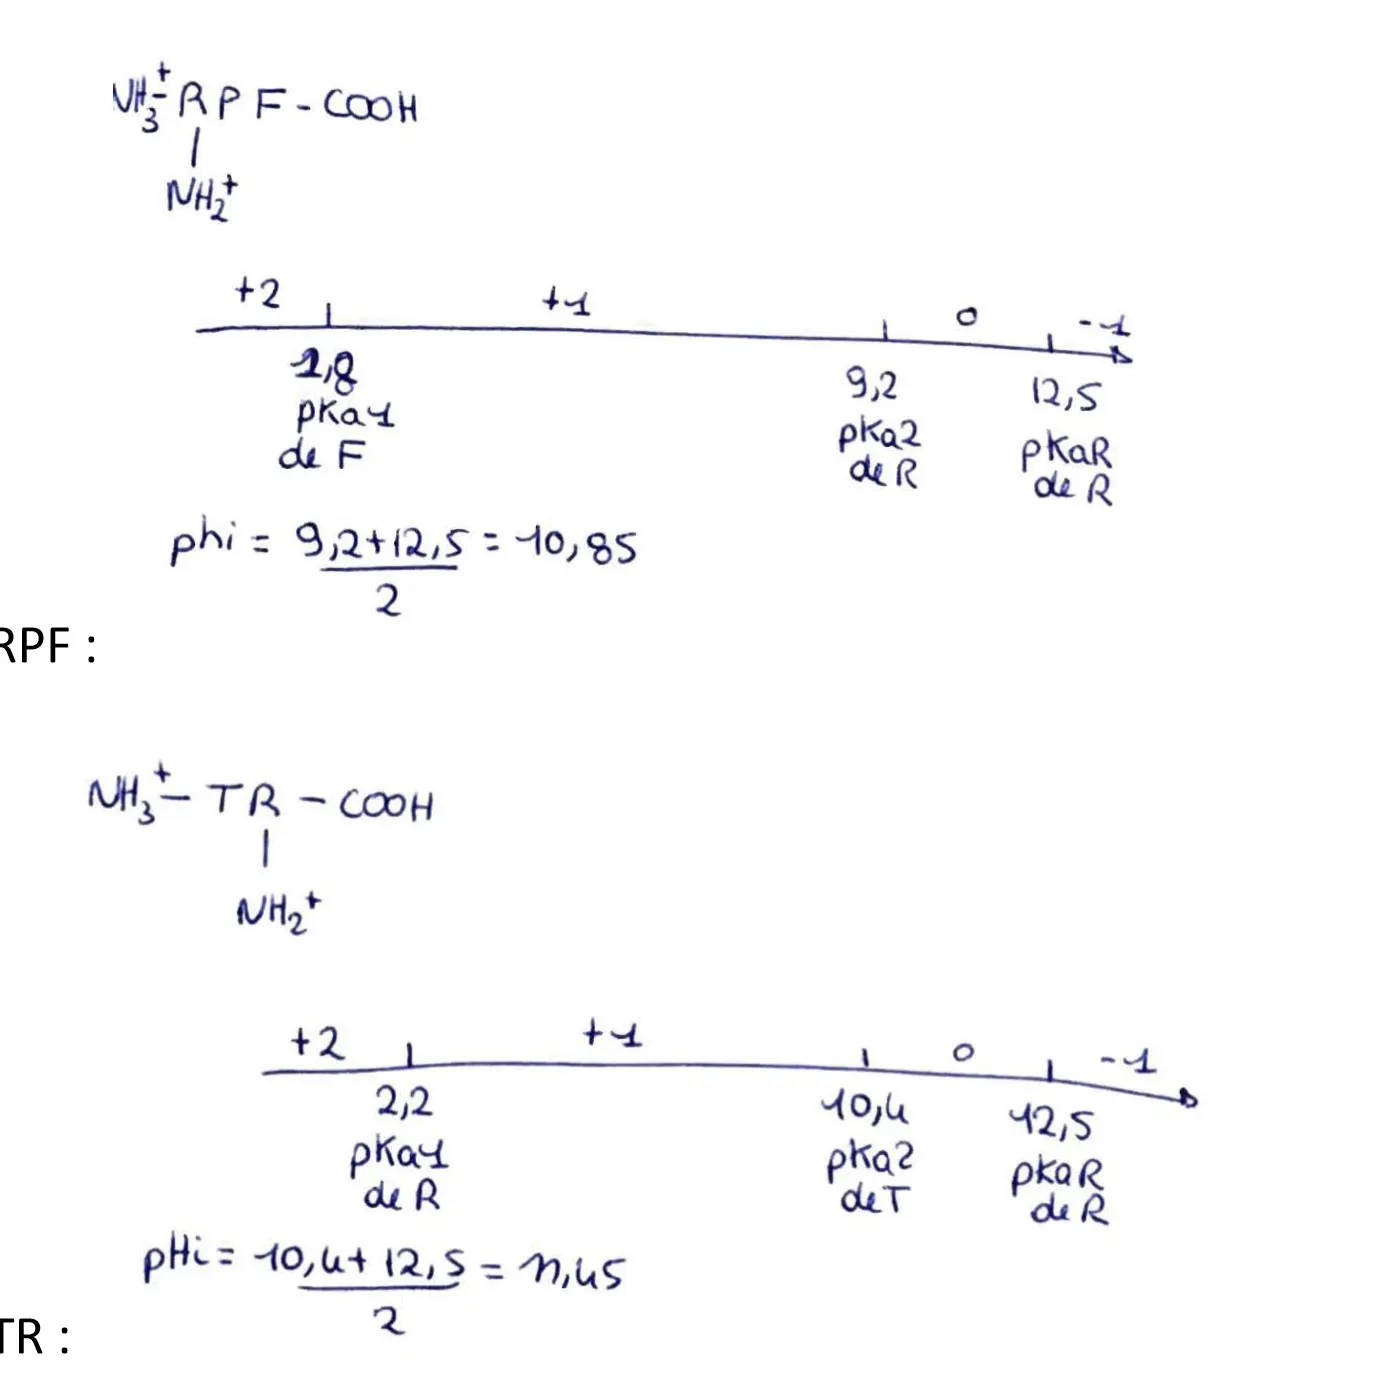 NH3+- R P F - COOH
|
NH2+
+2 +1 0 -1
1,8 9,2 12,5
pKa1 pKa2 pKaR
de F de R de R
phi = 9,2+12,5 = 10,85
2
RPF :
NH3+- TR - COOH
|
NH2+
+2 +1 0 -1
2,2 10,4 12,5
pKa1 pKa2 pKaR
de R de T de R
pHi = 10,4+ 12,5 = 11,45
2
TR :